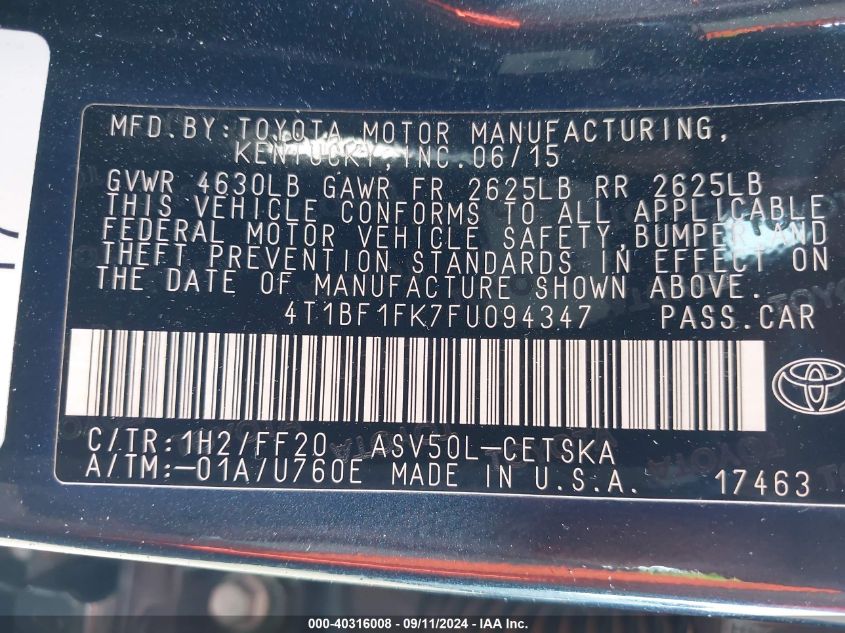 MFD.BY:TOYOTA MOTOR MANUFACTURING,
KENTUCKY,INC.06/15
GVWR 4630LB GAWR FR 2625LB RR 2625LB
THIS VEHICLE CONFORMS TO ALL APPLICABLE
FEDERAL MOTOR VEHICLE SAFETY,BUMPER,AND
THEFT PREVENTION STANDARDS IN EFFECT ON
THE DATE OF MANUFACTURE SHOWN ABOVE.
4T1BF1FK7FU094347 PASS.CAR
C/TR:1H2/FF20 ASV50L-CETSKA
A/TM:-01A/U760E MADE IN U.S.A. 17463
000-40316008 - 09/11/2024 - IAA Inc.